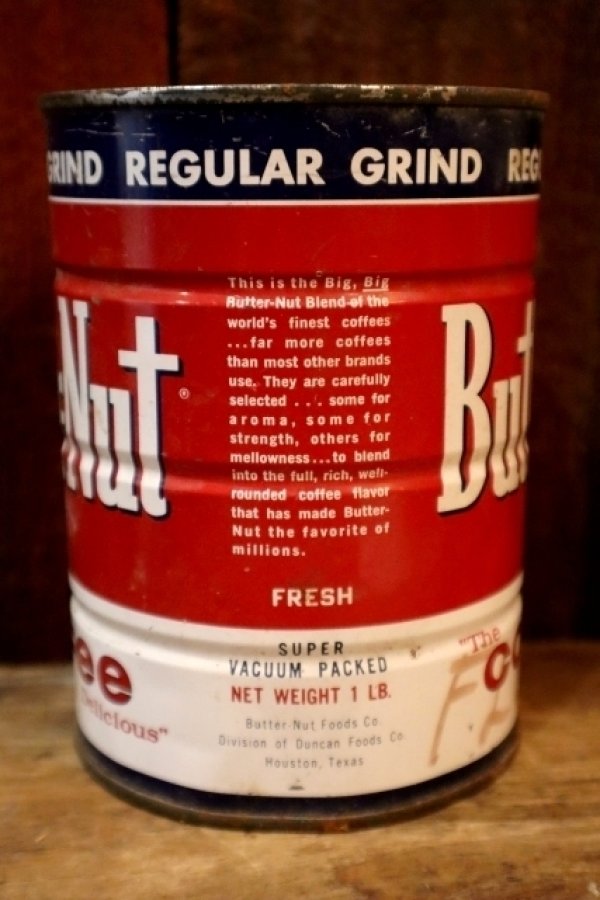 GRIND REGULAR GRIND REG
Nut® But
This is the Big, Big
Butter-Nut Blend of the
world's finest coffees
...far more coffees
than most other brands
use. They are carefully
selected ... some for
aroma, some for
strength, others for
mellowness...to blend
into the full, rich, well-
rounded coffee flavor
that has made Butter-
Nut the favorite of
millions.
FRESH
SUPER
VACUUM PACKED
NET WEIGHT 1 LB.
Butter-Nut Foods Co.
Division of Duncan Foods Co.
Houston, Texas
ee
Delicious"
"The
co